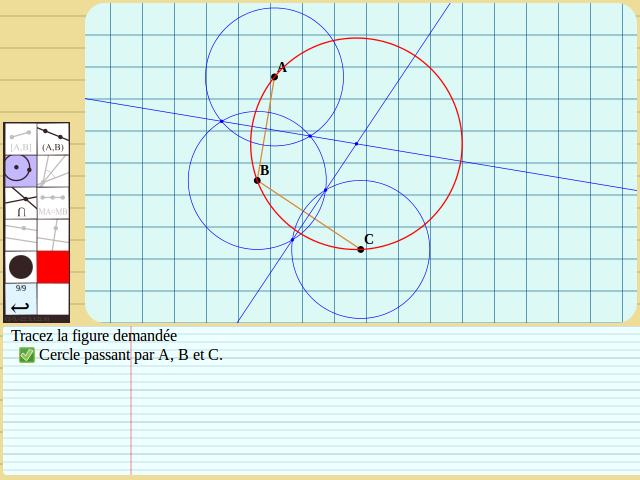 A
B
C
[A,B] (A,B)
∩ MA=MB
9/9
Tracez la figure demandée
✅ Cercle passant par A, B et C.